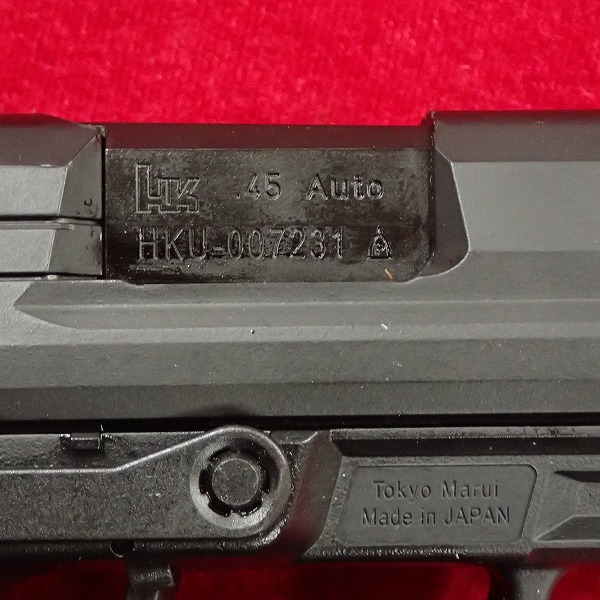 HK .45 Auto
HKU-007231
Tokyo Marui
Made in JAPAN